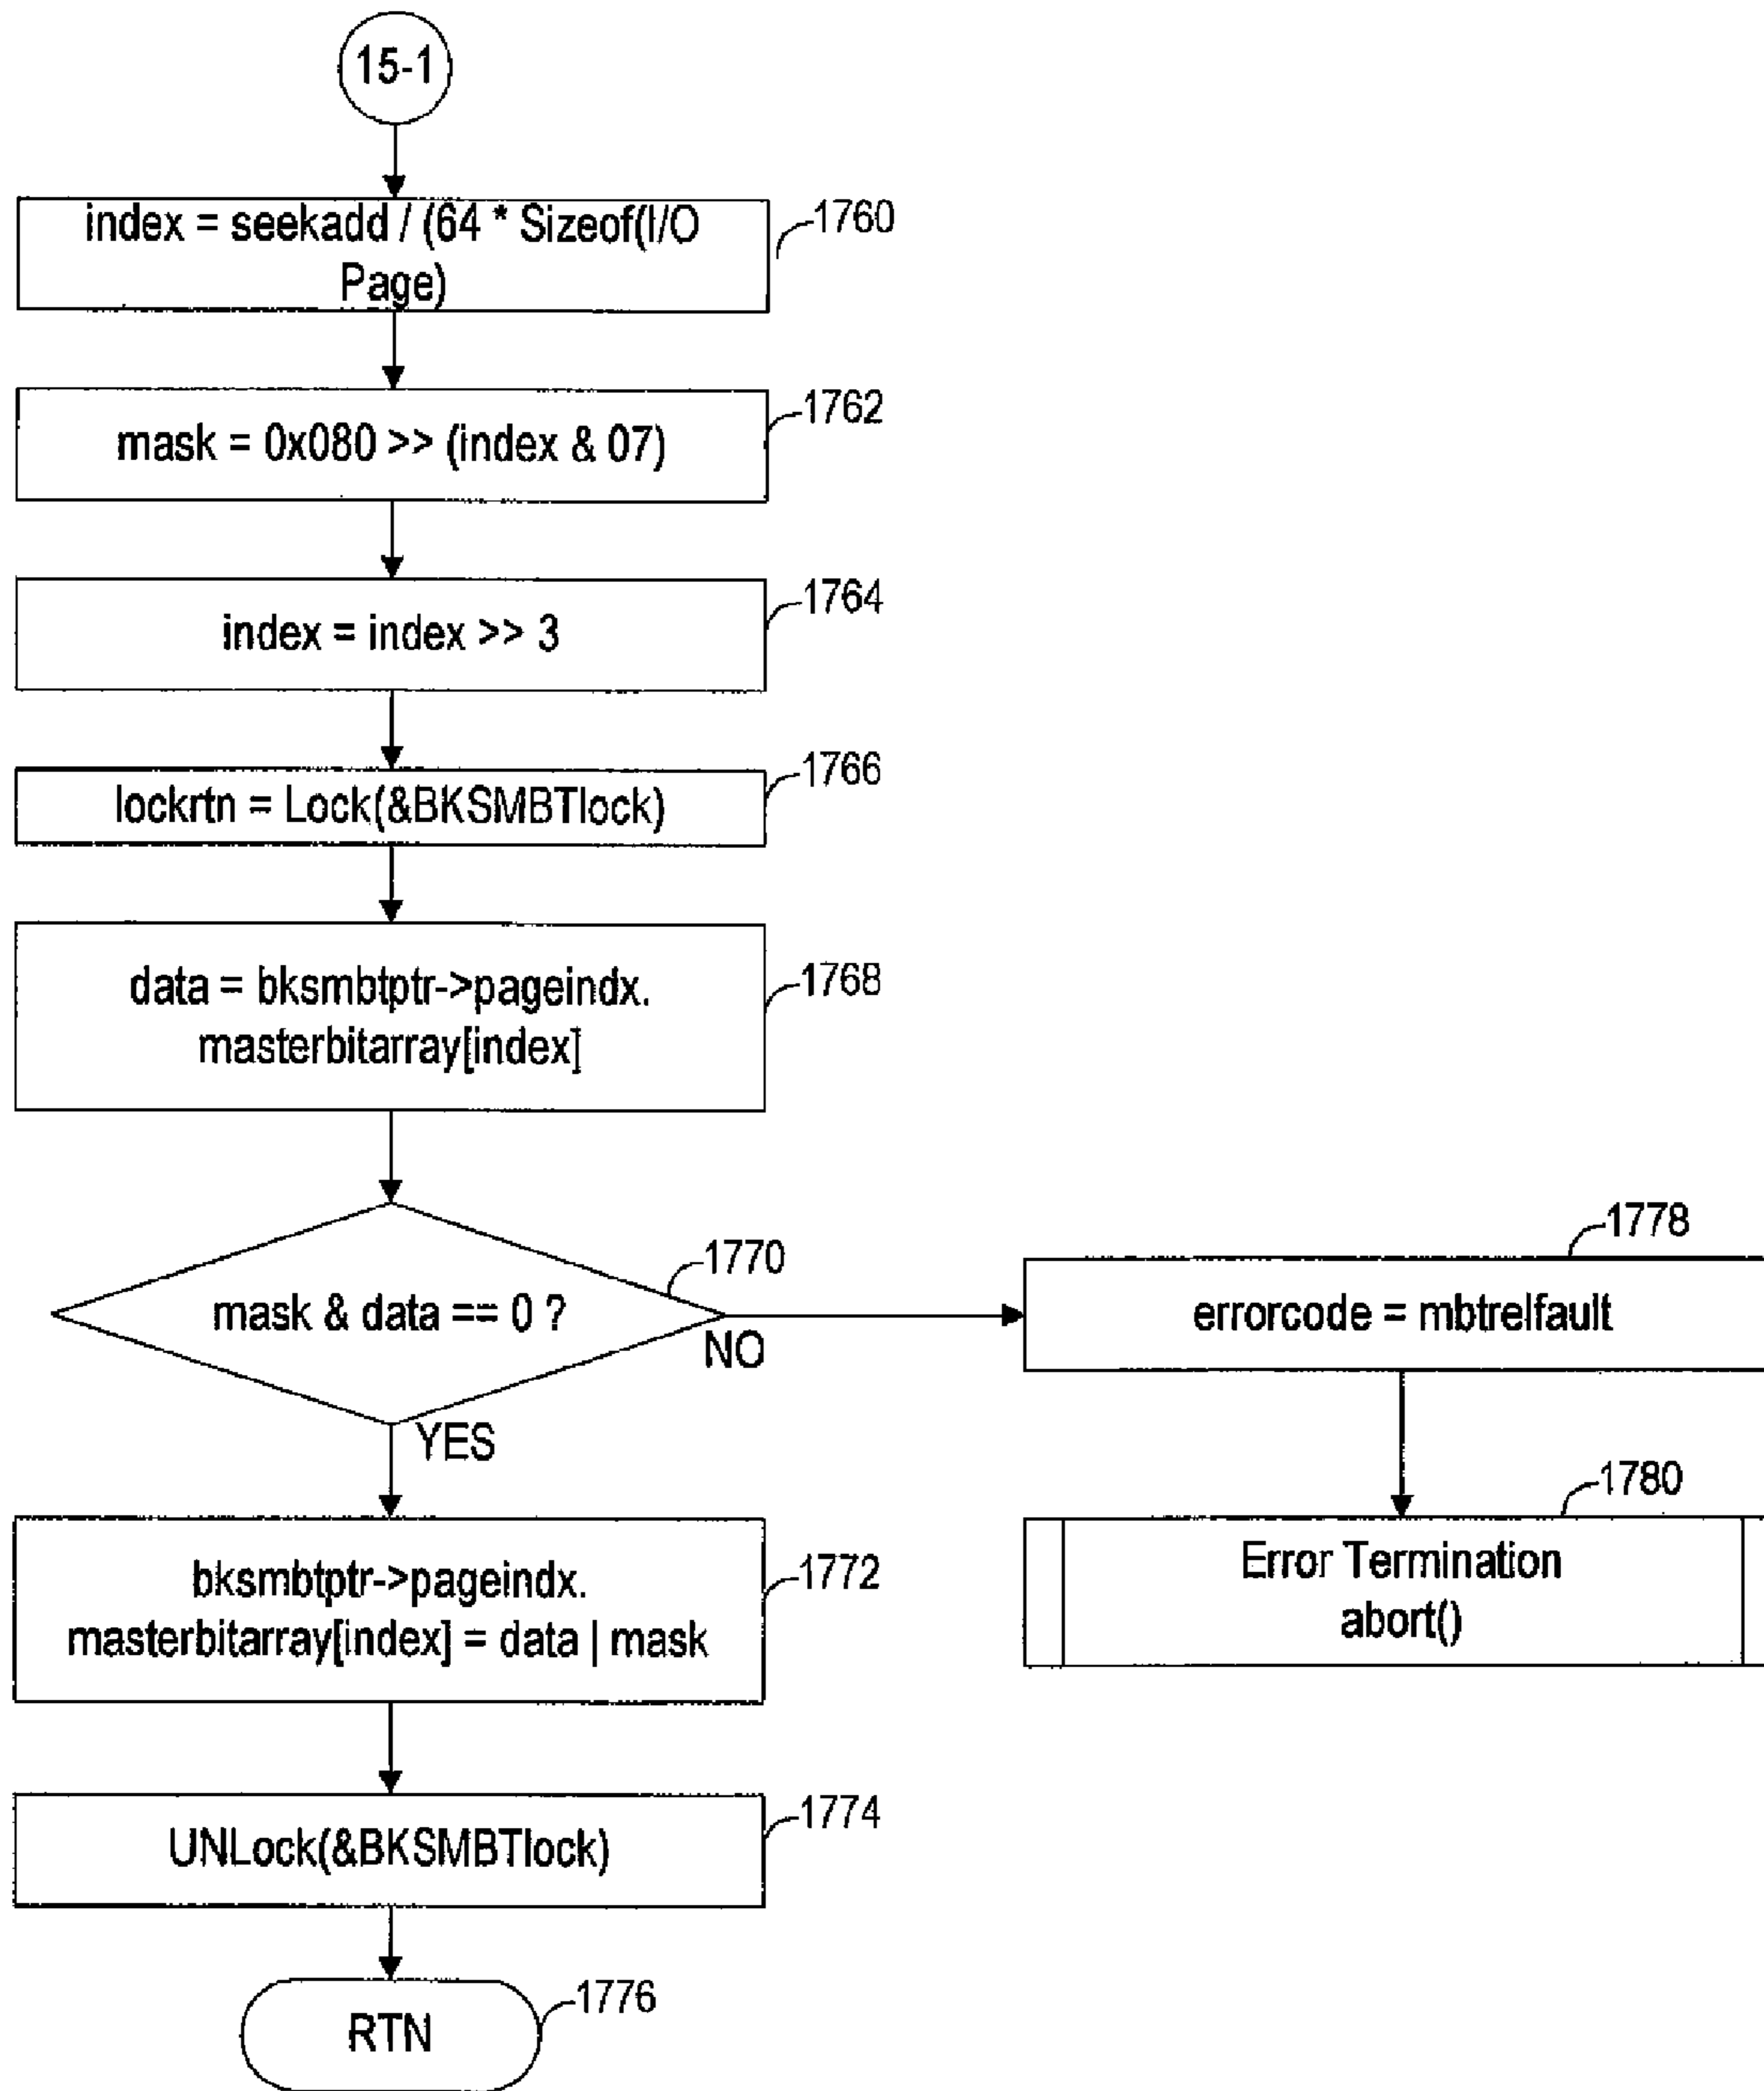 15-1
index = seekadd / (64 * Sizeof(I/O
Page)
1760
mask = 0x080 >> (index & 07)
1762
index = index >> 3
1764
lockrtn = Lock(&BKSMBTlock)
1766
data = bksmbtptr->pageindx.
masterbitarray[index]
1768
mask & data == 0 ?
1770
NO
YES
errorcode = mbtrelfault
1778
Error Termination
abort()
1780
bksmbtptr->pageindx.
masterbitarray[index] = data | mask
1772
UNLock(&BKSMBTlock)
1774
RTN
1776